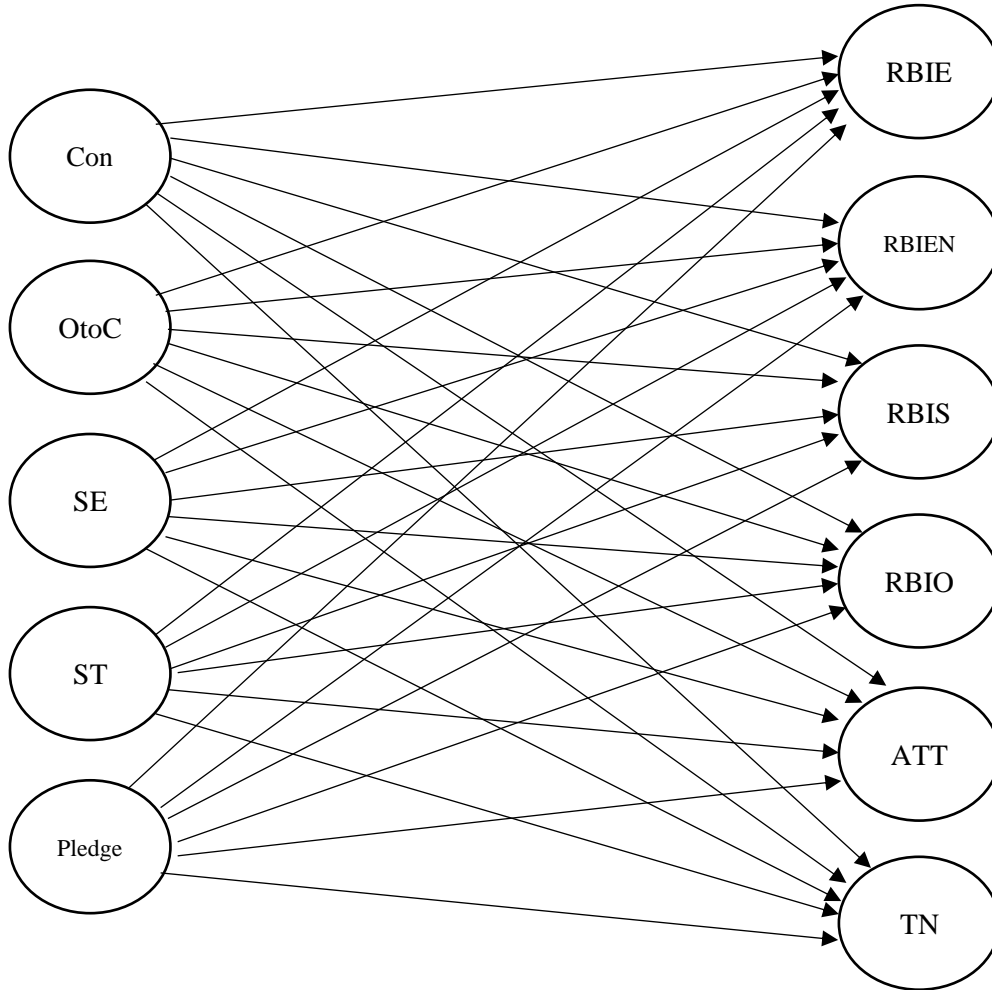 Con
OtoC
SE
ST
Pledge
RBIE
RBIEN
RBIS
RBIO
ATT
TN